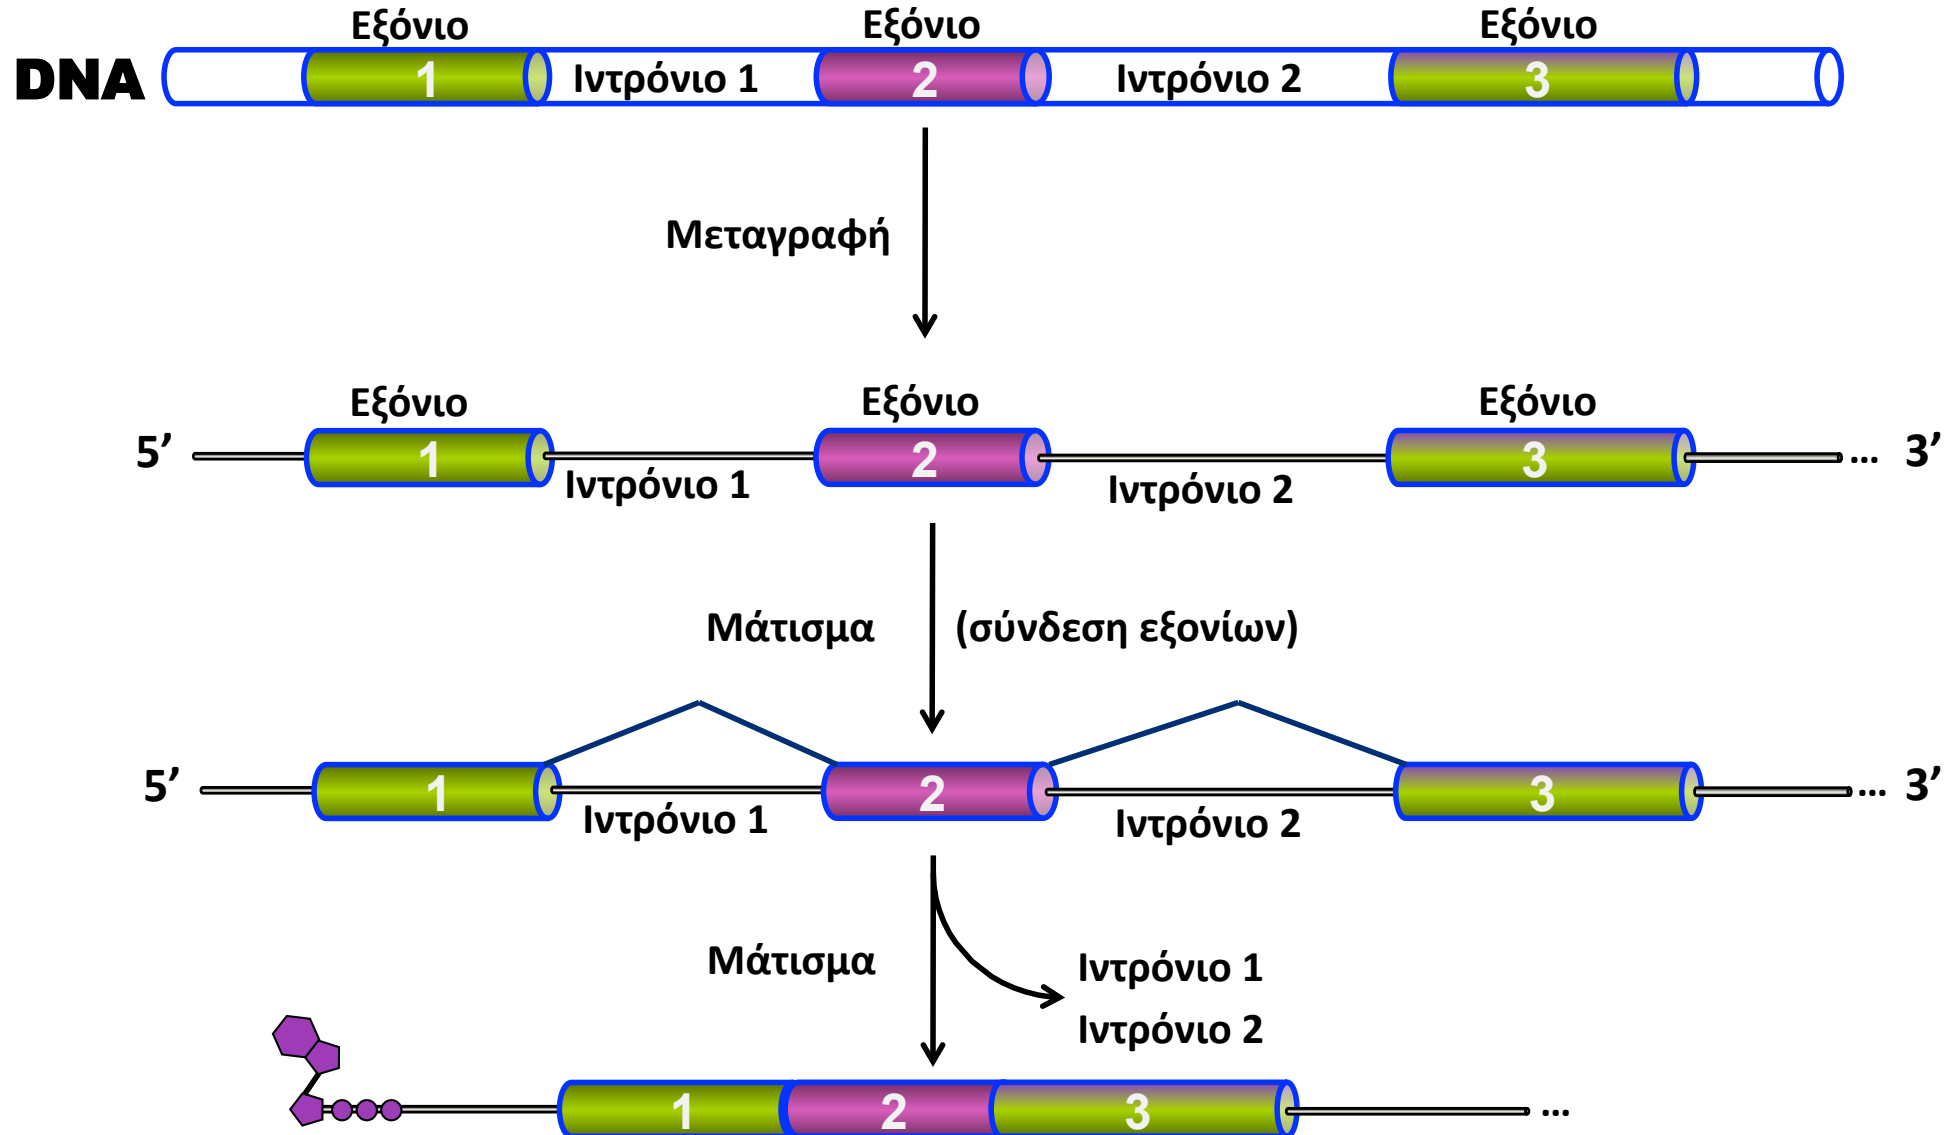 Εξόνιο Εξόνιο Εξόνιο
DNA 1 Ιντρόνιο 1 2 Ιντρόνιο 2 3
Μεταγραφή
Εξόνιο Εξόνιο Εξόνιο
5’ 1 2 3 ... 3’
Ιντρόνιο 1 Ιντρόνιο 2
Μάτισμα (σύνδεση εξονίων)
5’ 1 2 3 ... 3’
Ιντρόνιο 1 Ιντρόνιο 2
Μάτισμα Ιντρόνιο 1
Ιντρόνιο 2
1 2 3 ...